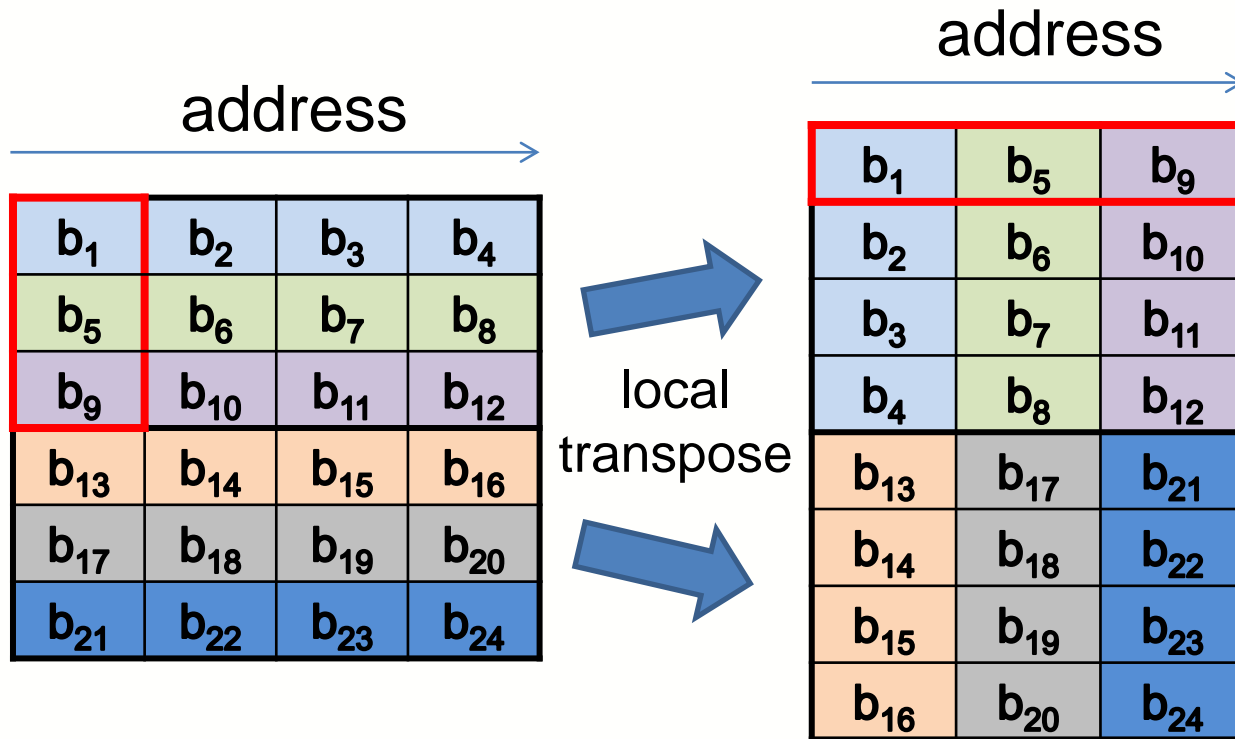 address
address
b₁ b₂ b₃ b₄
b₅ b₆ b₇ b₈
b₉ b₁₀ b₁₁ b₁₂
b₁₃ b₁₄ b₁₅ b₁₆
b₁₇ b₁₈ b₁₉ b₂₀
b₂₁ b₂₂ b₂₃ b₂₄
local
transpose
b₁ b₅ b₉
b₂ b₆ b₁₀
b₃ b₇ b₁₁
b₄ b₈ b₁₂
b₁₃ b₁₇ b₂₁
b₁₄ b₁₈ b₂₂
b₁₅ b₁₉ b₂₃
b₁₆ b₂₀ b₂₄